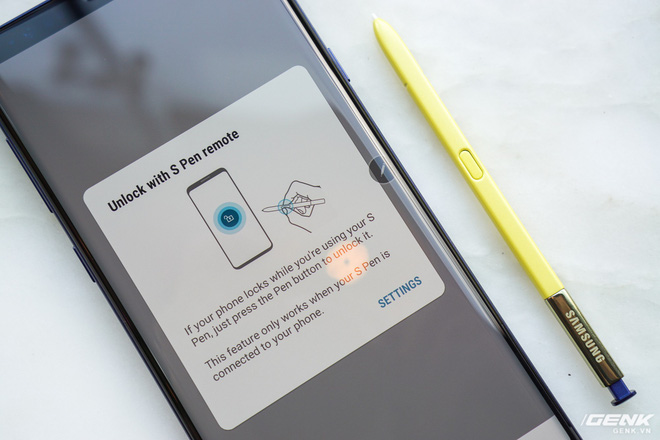 Unlock with S Pen remote
If your phone locks while you're using your S
Pen, just press the Pen button to unlock it.
This feature only works when your S Pen is
connected to your phone.
SETTINGS
SAMSUNG
GENK
GENK.VN